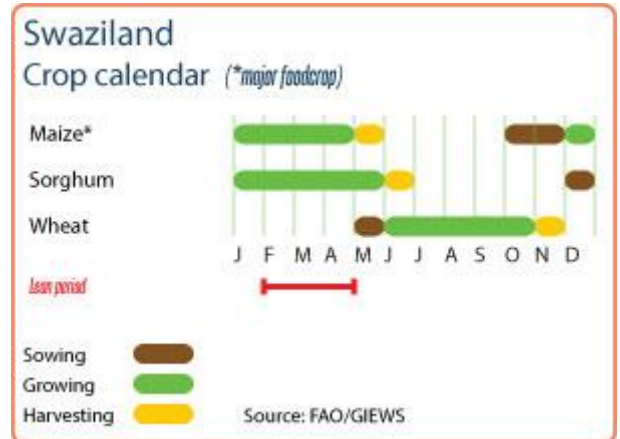 Swaziland
Crop calendar (*major foodcrop)
Maize*
Sorghum
Wheat
J F M A M J J A S O N D
Lean period
Sowing
Growing
Harvesting Source: FAO/GIEWS